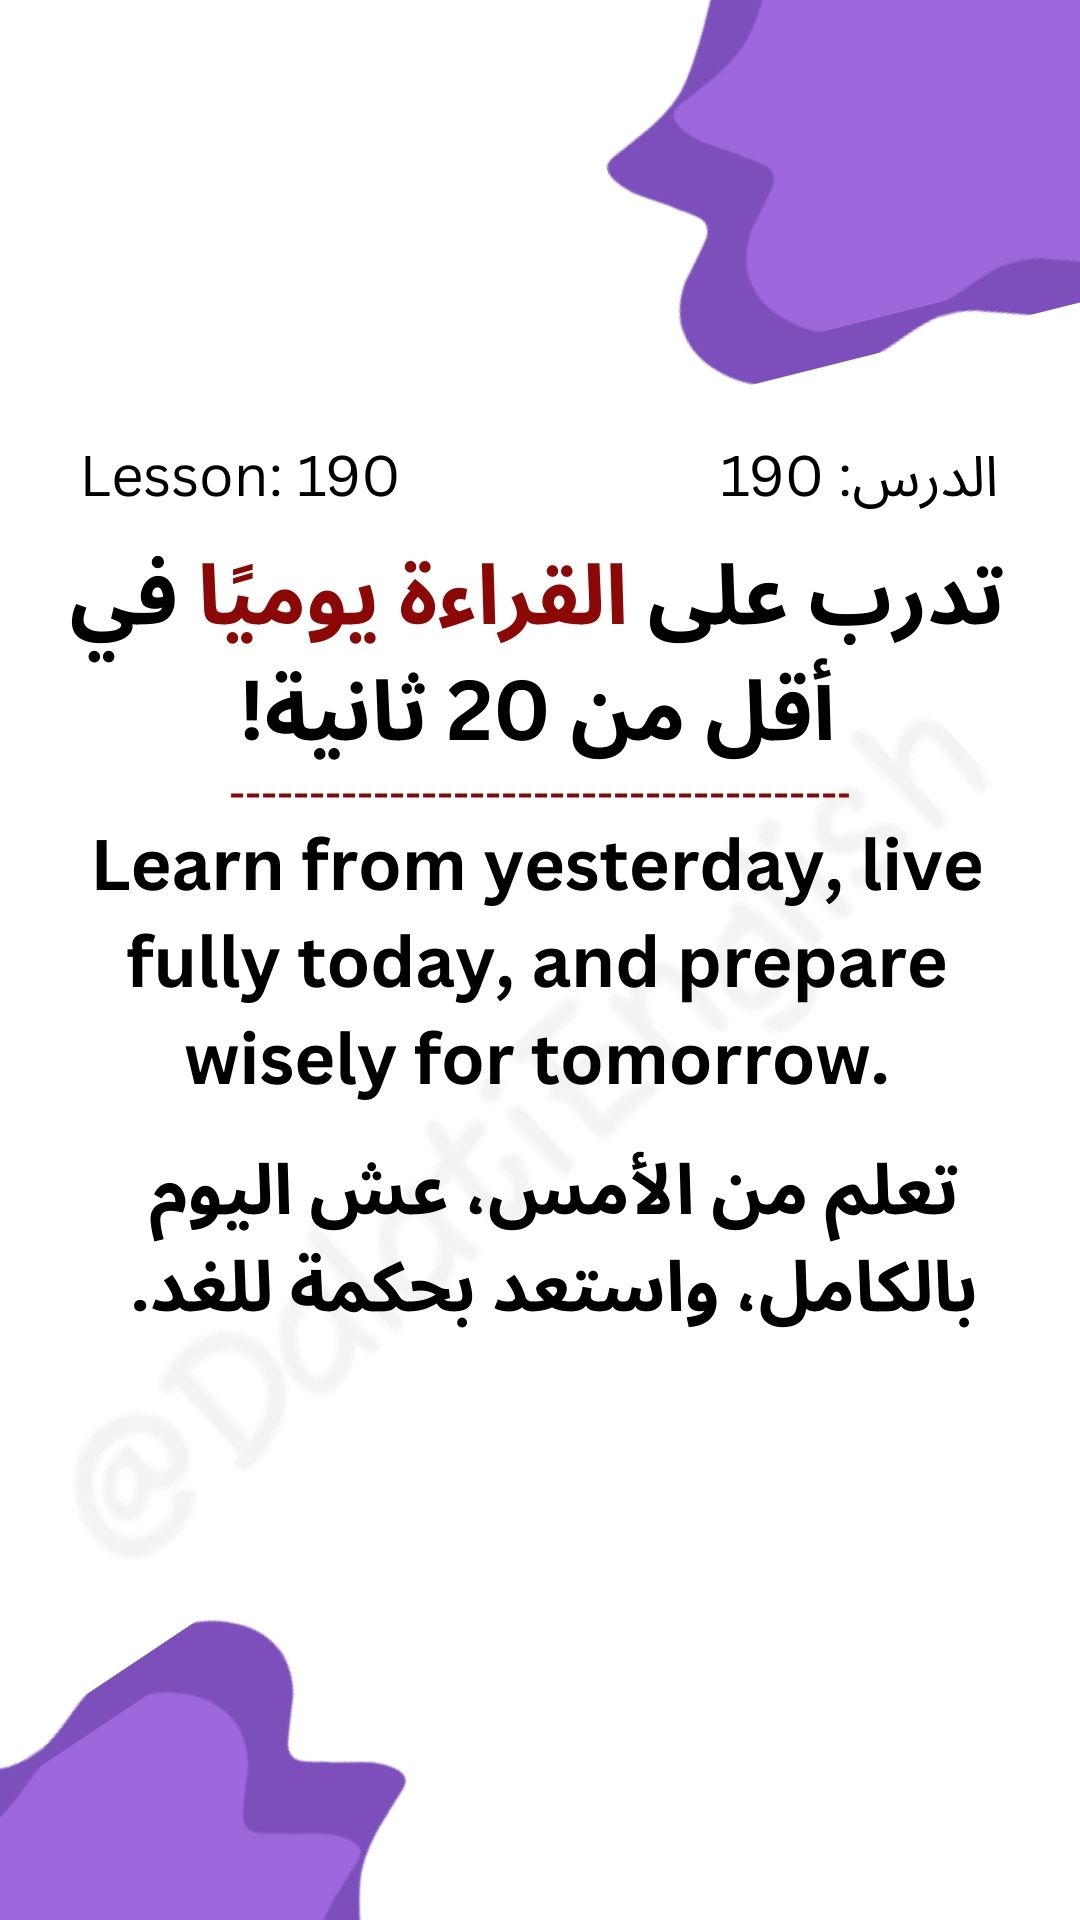 Lesson: 190
الدرس: 190
تدرب على القراءة يوميًا في
أقل من 20 ثانية!
---------------------------------------
Learn from yesterday, live
fully today, and prepare
wisely for tomorrow.
تعلم من الأمس، عش اليوم
بالكامل، واستعد بحكمة للغد.